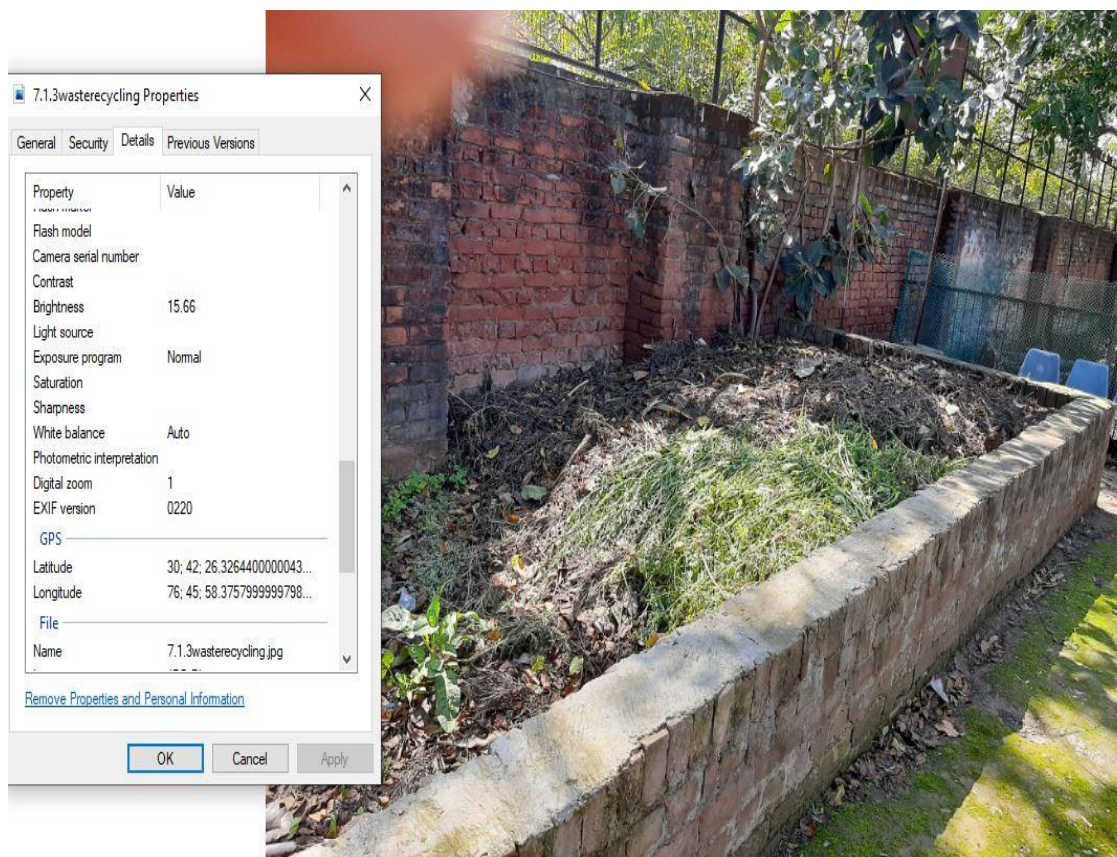 7.1.3wasterecycling Properties
General Security Details Previous Versions
Property Value
Flash model
Camera serial number
Contrast
Brightness 15.66
Light source
Exposure program Normal
Saturation
Sharpness
White balance Auto
Photometric interpretation
Digital zoom 1
EXIF version 0220
GPS
Latitude 30; 42; 26.3264400000043...
Longitude 76; 45; 58.3757999999798...
File
Name 7.1.3wasterecycling.jpg
Remove Properties and Personal Information
OK Cancel Apply